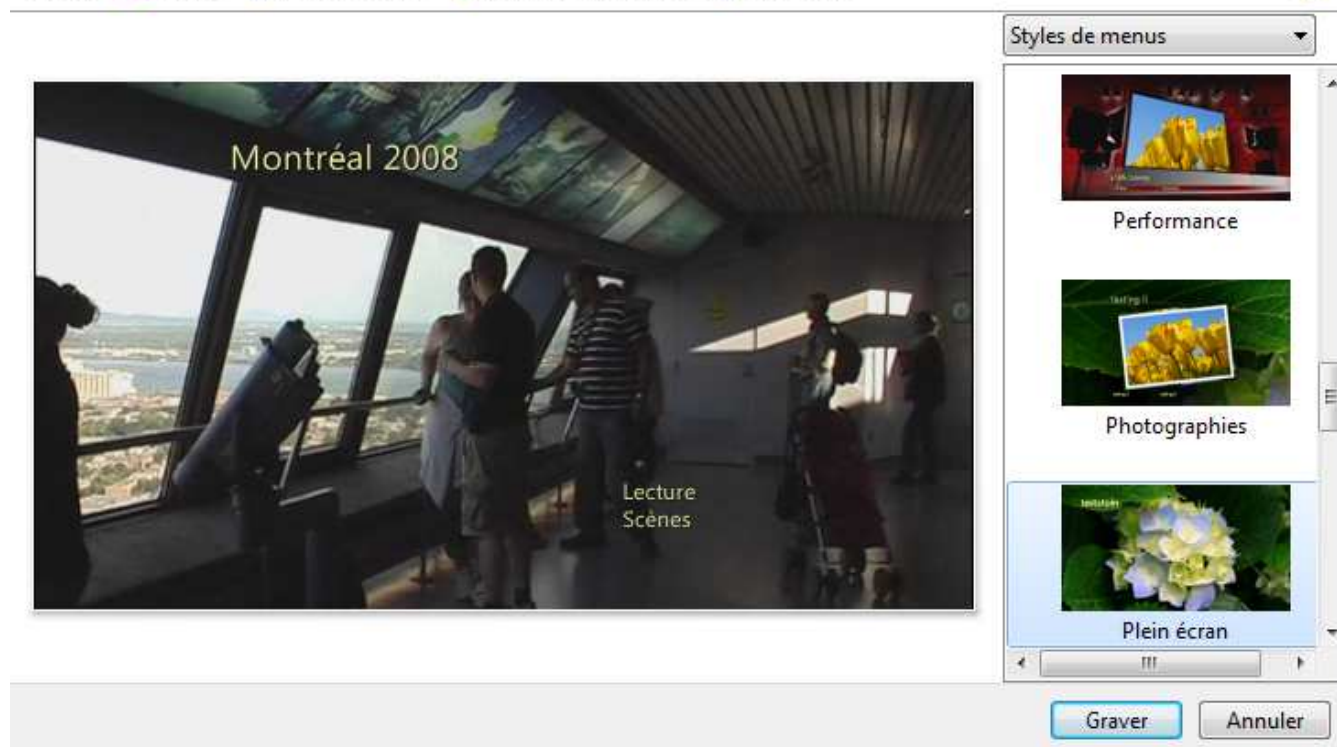 Styles de menus
Montréal 2008
Lecture
Scènes
Performance
Photographies
Plein écran
Graver
Annuler